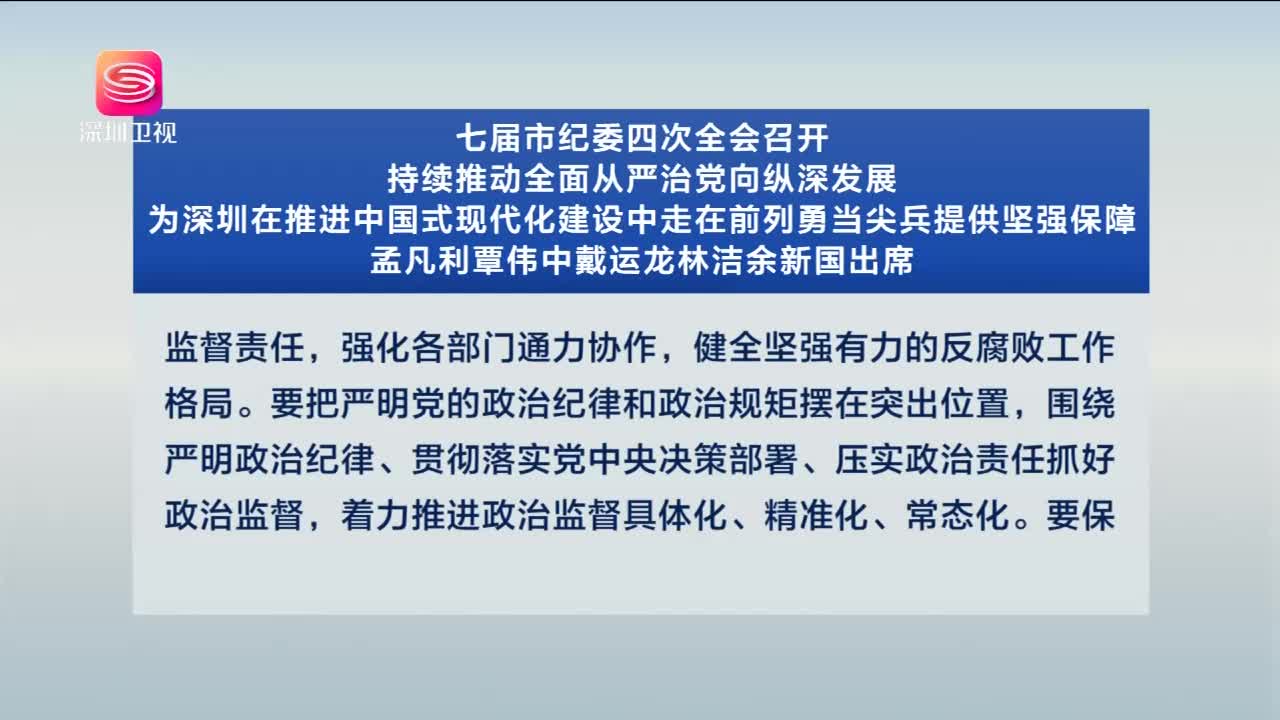 深圳卫视
七届市纪委四次全会召开
持续推动全面从严治党向纵深发展
为深圳在推进中国式现代化建设中走在前列勇当尖兵提供坚强保障
孟凡利覃伟中戴运龙林洁余新国出席
监督责任，强化各部门通力协作，健全坚强有力的反腐败工作
格局。要把严明党的政治纪律和政治规矩摆在突出位置，围绕
严明政治纪律、贯彻落实党中央决策部署、压实政治责任抓好
政治监督，着力推进政治监督具体化、精准化、常态化。要保